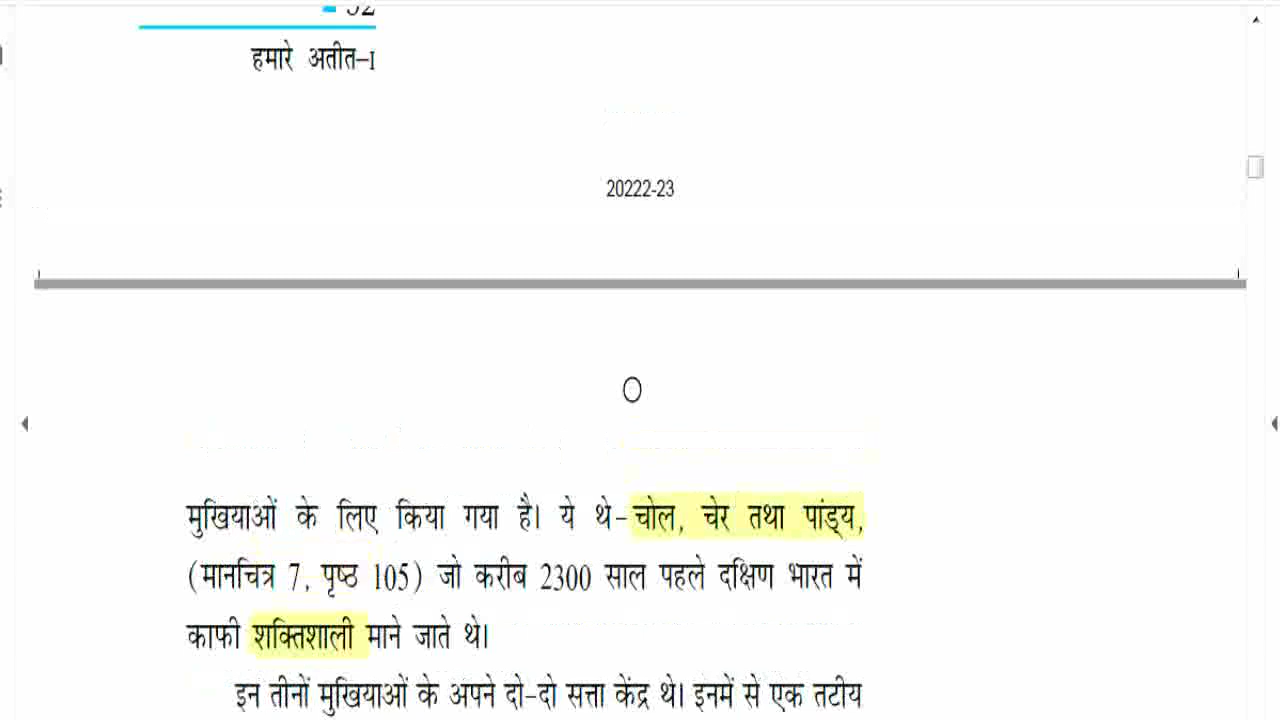 हमारे अतीत–I
20222-23
मुखियाओं के लिए किया गया है। ये थे–चोल, चेर तथा पांड्य,
(मानचित्र 7, पृष्ठ 105) जो करीब 2300 साल पहले दक्षिण भारत में
काफी शक्तिशाली माने जाते थे।
इन तीनों मुखियाओं के अपने दो-दो सत्ता केंद्र थे। इनमें से एक तटीय